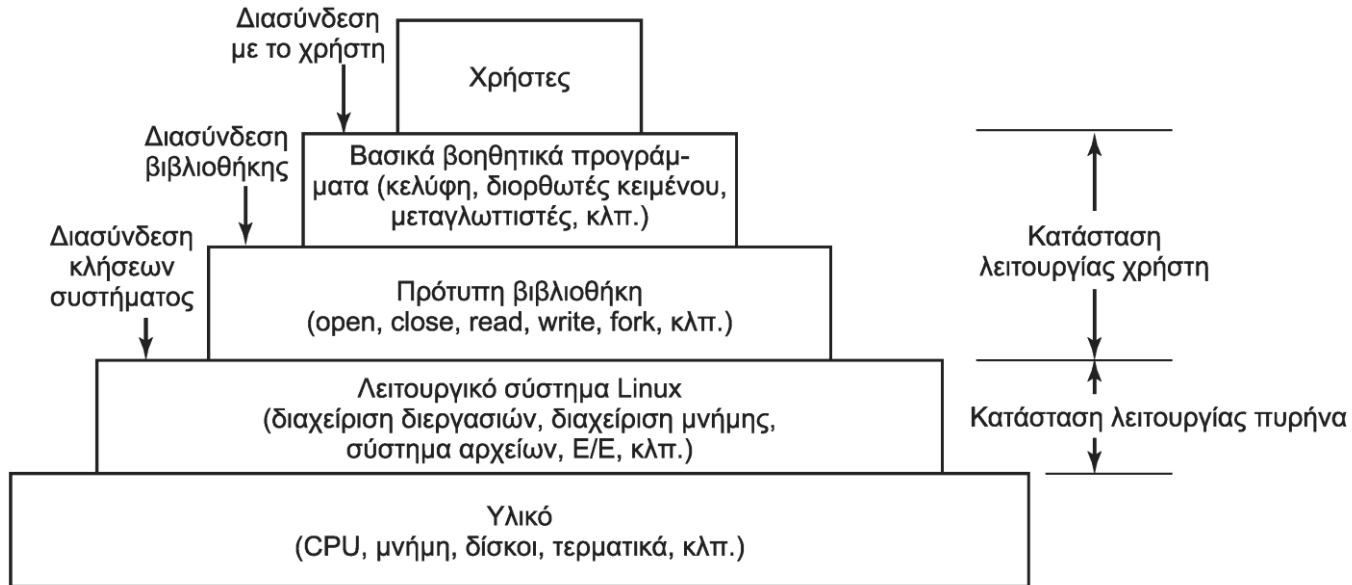 Διασύνδεση
με το χρήστη
Χρήστες
Διασύνδεση
βιβλιοθήκης
Βασικά βοηθητικά προγράμ-
ματα (κελύφη, διορθωτές κειμένου,
μεταγλωττιστές, κλπ.)
Διασύνδεση
κλήσεων
συστήματος
Πρότυπη βιβλιοθήκη
(open, close, read, write, fork, κλπ.)
Κατάσταση
λειτουργίας χρήστη
Λειτουργικό σύστημα Linux
(διαχείριση διεργασιών, διαχείριση μνήμης,
σύστημα αρχείων, Ε/Ε, κλπ.)
Κατάσταση λειτουργίας πυρήνα
Υλικό
(CPU, μνήμη, δίσκοι, τερματικά, κλπ.)